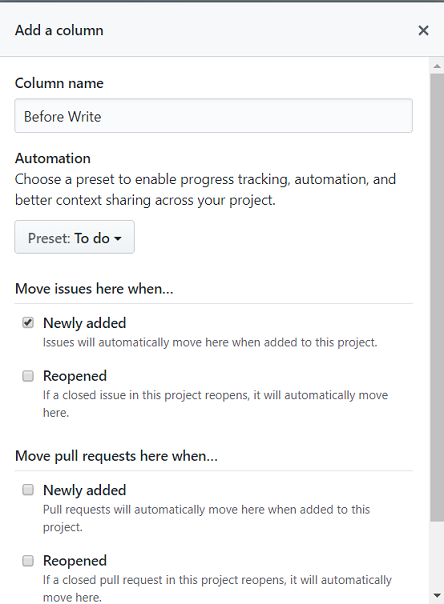 Add a column
Column name
Before Write
Automation
Choose a preset to enable progress tracking, automation, and
better context sharing across your project.
Preset: To do
Move issues here when...
Newly added
Issues will automatically move here when added to this project.
Reopened
If a closed issue in this project reopens, it will automatically move
here.
Move pull requests here when...
Newly added
Pull requests will automatically move here when added to this
project.
Reopened
If a closed pull request in this project reopens, it will automatically
move here.